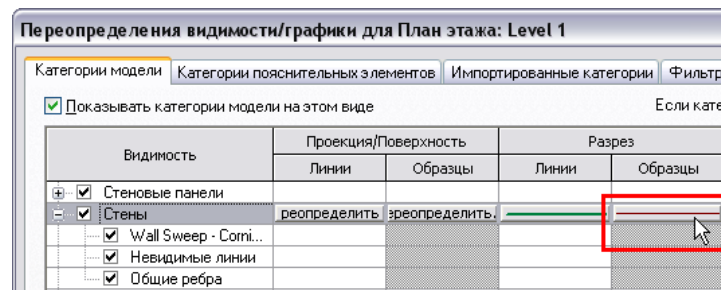 Переопределения видимости/графики для План этажа: Level 1
Категории модели Категории пояснительных элементов Импортированные категории Фильтр
Показывать категории модели на этом виде Если кате
Видимость Проекция/Поверхность Разрез
Линии Образцы Линии Образцы
Стеновые панели
Стены реопределить ереопределить.
Wall Sweep - Corni...
Невидимые линии
Общие ребра